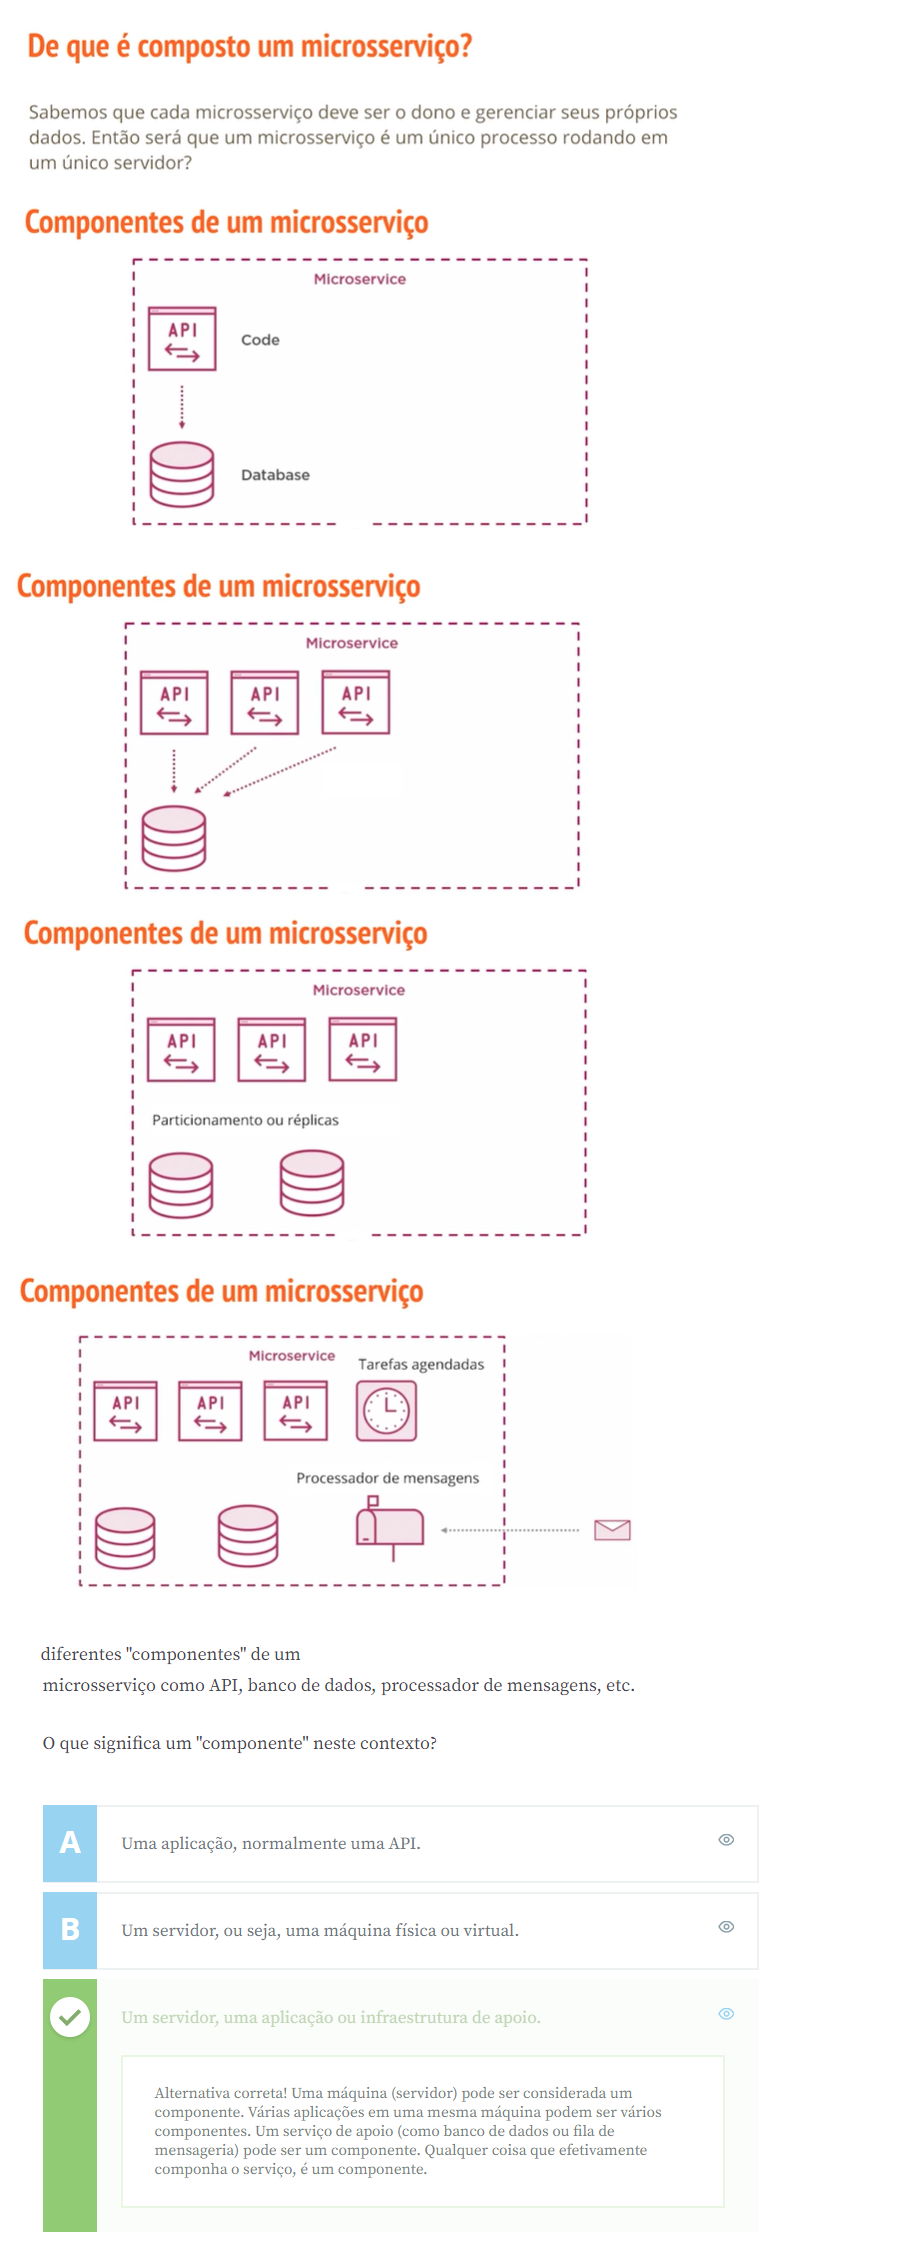 De que é composto um microsserviço?
Sabemos que cada microsserviço deve ser o dono e gerenciar seus próprios
dados. Então será que um microsserviço é um único processo rodando em
um único servidor?
Componentes de um microsserviço
Microservice
API
Code
Database
Componentes de um microsserviço
Microservice
API API API
Componentes de um microsserviço
Microservice
API API API
Particionamento ou réplicas
Componentes de um microsserviço
Microservice
Tarefas agendadas
API API API
Processador de mensagens
diferentes "componentes" de um
microsserviço como API, banco de dados, processador de mensagens, etc.
O que significa um "componente" neste contexto?
A Uma aplicação, normalmente uma API.
B Um servidor, ou seja, uma máquina física ou virtual.
Um servidor, uma aplicação ou infraestrutura de apoio.
Alternativa correta! Uma máquina (servidor) pode ser considerada um
componente. Várias aplicações em uma mesma máquina podem ser vários
componentes. Um serviço de apoio (como banco de dados ou fila de
mensageria) pode ser um componente. Qualquer coisa que efetivamente
componha o serviço, é um componente.